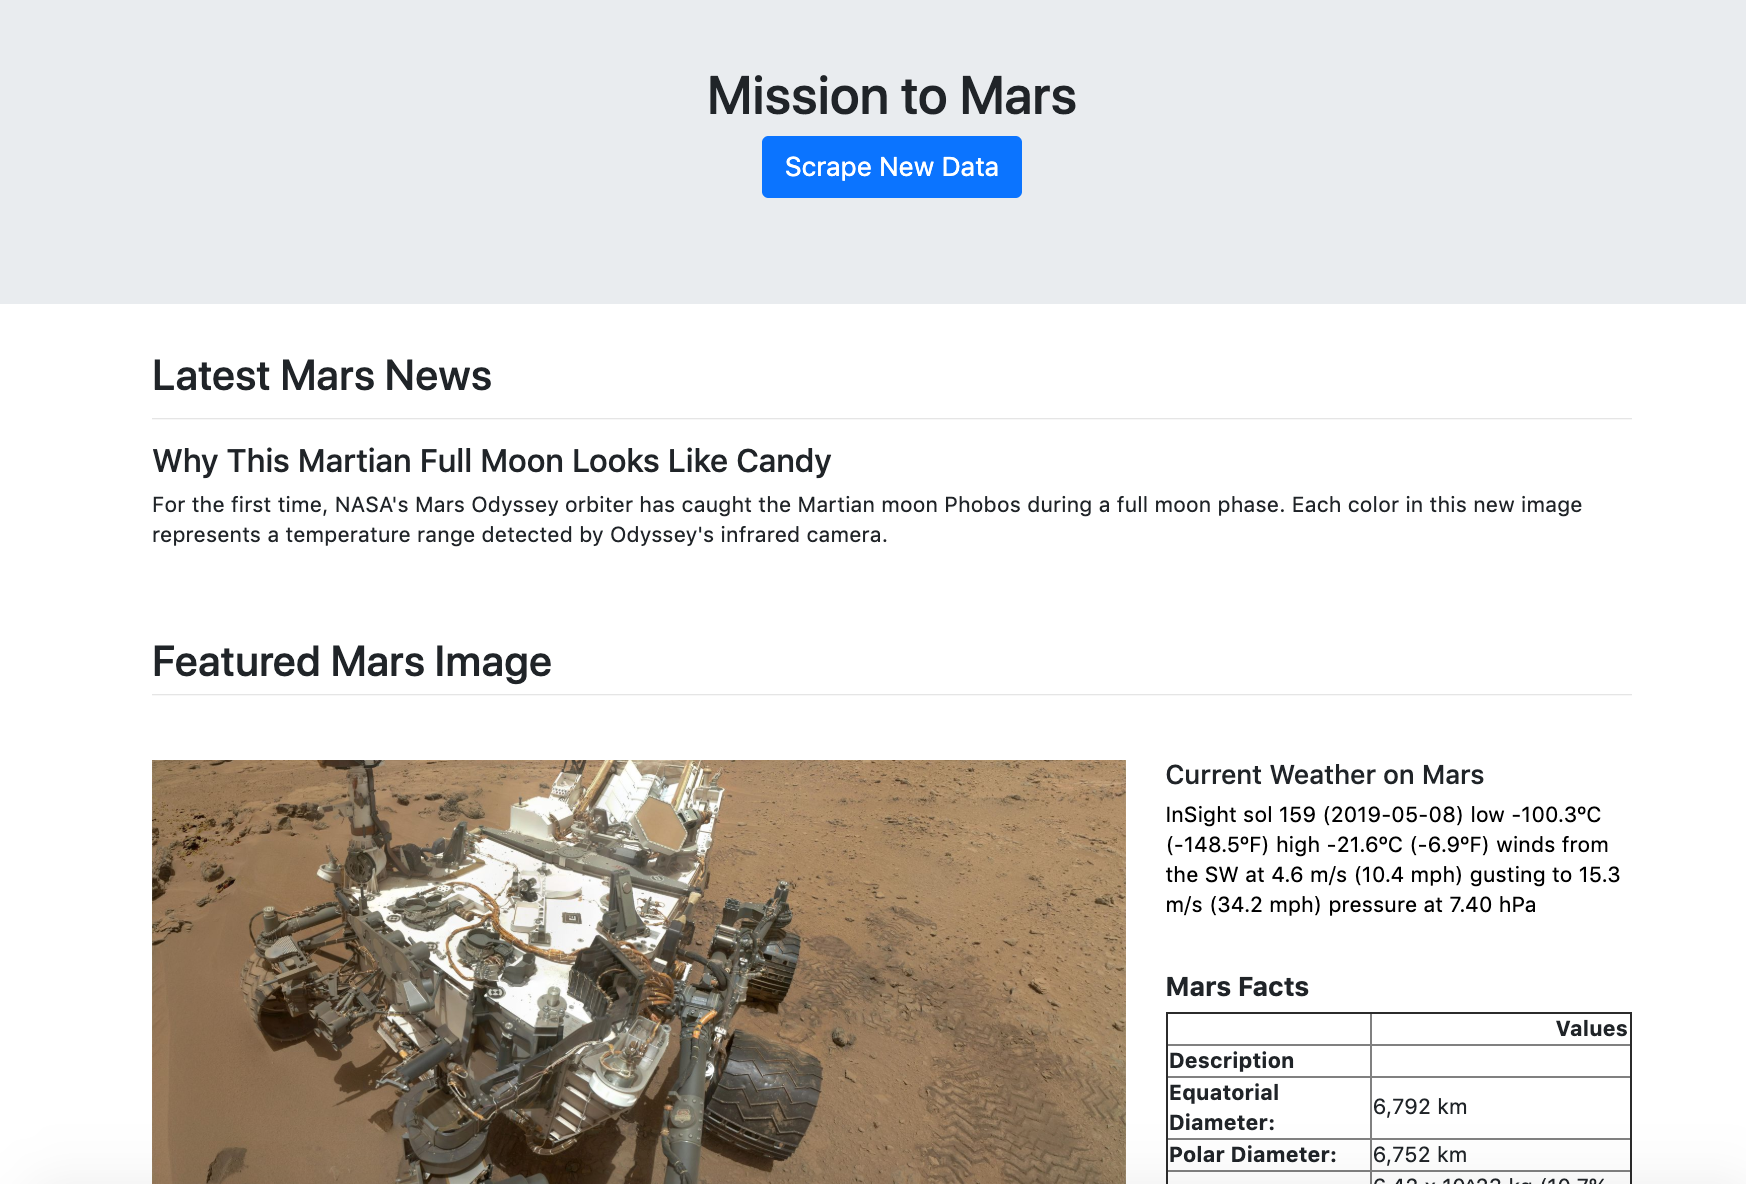 Mission to Mars
Scrape New Data
Latest Mars News
Why This Martian Full Moon Looks Like Candy
For the first time, NASA's Mars Odyssey orbiter has caught the Martian moon Phobos during a full moon phase. Each color in this new image
represents a temperature range detected by Odyssey's infrared camera.
Featured Mars Image
Current Weather on Mars
InSight sol 159 (2019-05-08) low -100.3ºC
(-148.5ºF) high -21.6ºC (-6.9ºF) winds from
the SW at 4.6 m/s (10.4 mph) gusting to 15.3
m/s (34.2 mph) pressure at 7.40 hPa
Mars Facts
Values
Description
Equatorial
Diameter:
6,792 km
Polar Diameter:
6,752 km